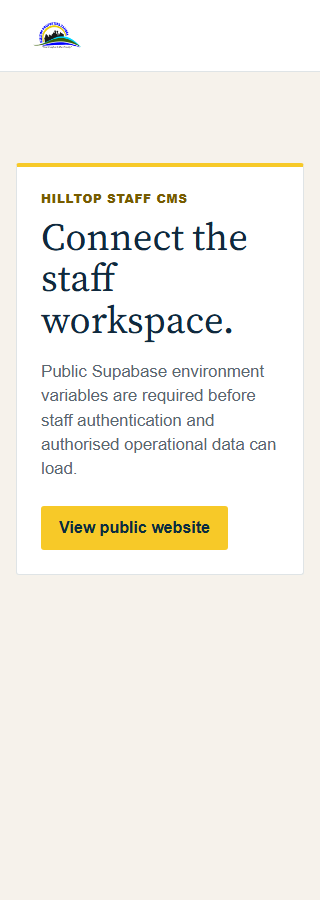 HILLTOP STAFF CMS
Connect the
staff
workspace.
Public Supabase environment
variables are required before
staff authentication and
authorised operational data can
load.
View public website